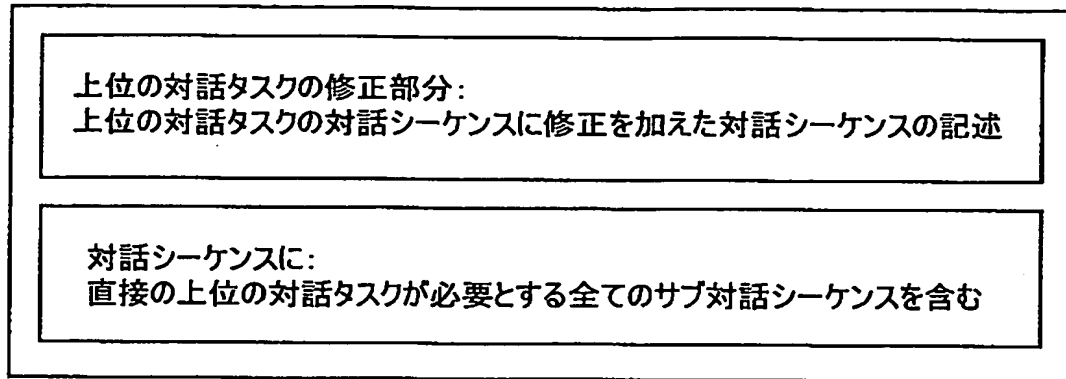 上位の対話タスクの修正部分：
上位の対話タスクの対話シーケンスに修正を加えた対話シーケンスの記述
対話シーケンスに：
直接の上位の対話タスクが必要とする全てのサブ対話シーケンスを含む